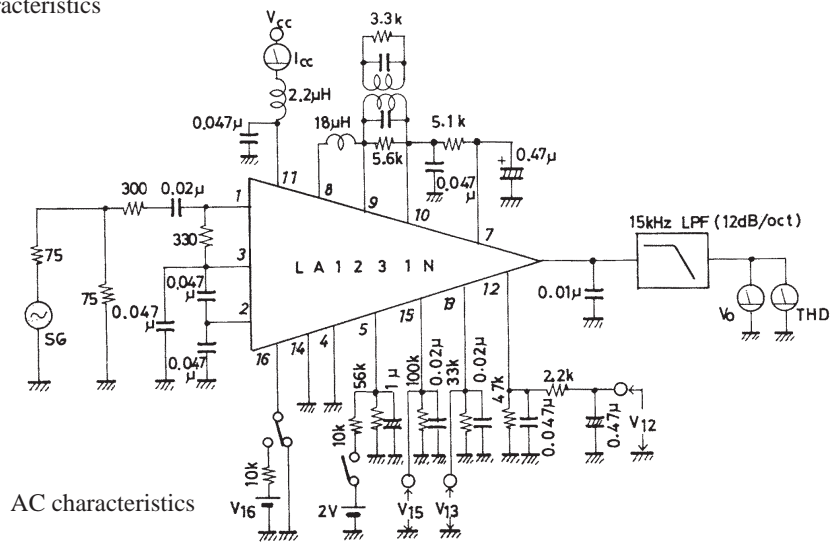 acteristics
Vcc
Icc
2.2μH
0.047μ
3.3k
18μH
5.6k
5.1k
0.047
μ
+
0.47μ
11
8
9
10
7
300
0.02μ
1
330
75
75
3
0.047
μ
0.047
μ
2
0.047
μ
SG
LA1231N
15kHz LPF (12dB/oct)
0.01μ
Vo
THD
16
14
4
5
15
13
12
56k
1μ
100k
0.02μ
33k
0.02μ
47k
0.047μ
2.2k
0.47μ
V12
10k
10k
V16
2V
V15
V13
AC characteristics